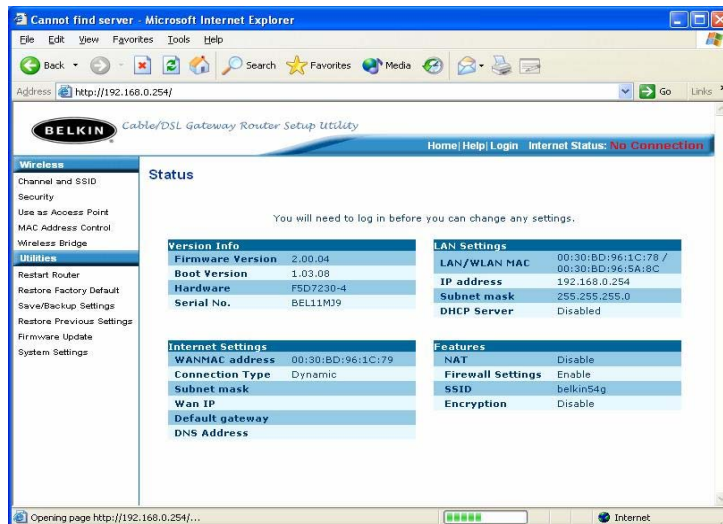 Cannot find server - Microsoft Internet Explorer
File Edit View Favorites Tools Help
Back Search Favorites Media
Address http://192.168.0.254/ Go Links
BELKIN Cable/DSL Gateway Router Setup Utility
Home| Help| Login Internet Status: No Connection
Wireless
Channel and SSID
Security
Use as Access Point
MAC Address Control
Wireless Bridge
Utilities
Restart Router
Restore Factory Default
Save/Backup Settings
Restore Previous Settings
Firmware Update
System Settings
Status
You will need to log in before you can change any settings.
Version Info
Firmware Version 2.00.04
Boot Version 1.03.08
Hardware F5D7230-4
Serial No. BEL11MJ9
LAN Settings
LAN/WLAN MAC 00:30:BD:96:1C:78 /
00:30:BD:96:5A:8C
IP address 192.168.0.254
Subnet mask 255.255.255.0
DHCP Server Disabled
Internet Settings
WANMAC address 00:30:BD:96:1C:79
Connection Type Dynamic
Subnet mask
Wan IP
Default gateway
DNS Address
Features
NAT Disable
Firewall Settings Enable
SSID belkin54g
Encryption Disable
Opening page http://192.168.0.254/... Internet